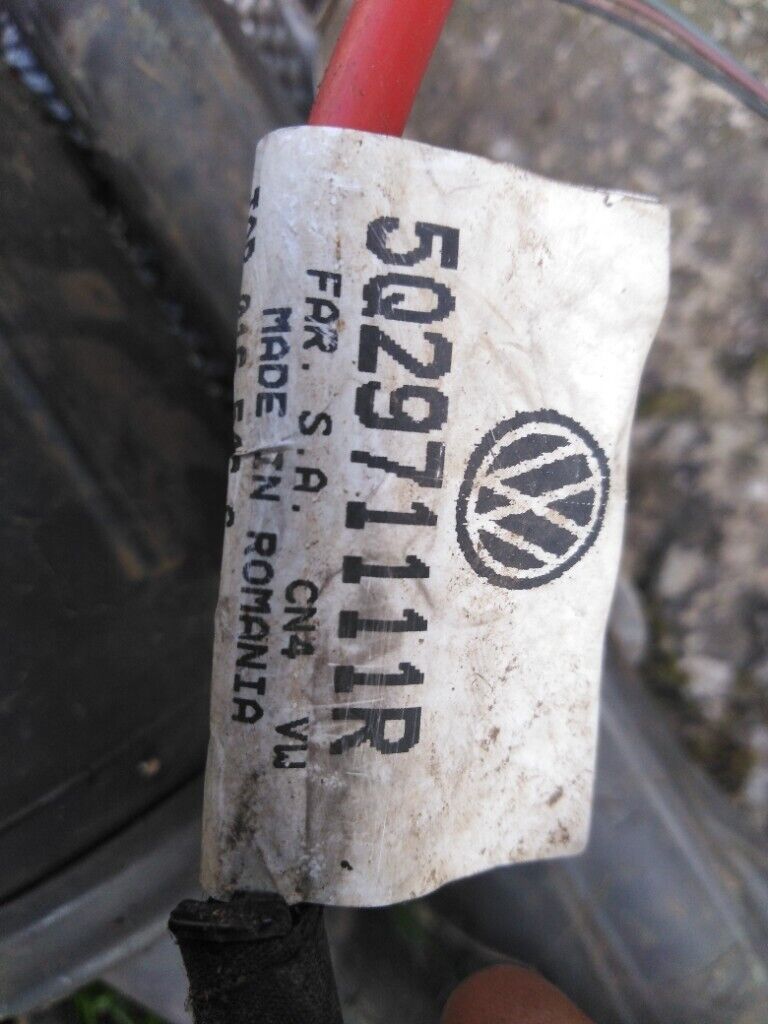 5Q2971111R
FAR. S.A. CN4 VW
MADE IN ROMANIA